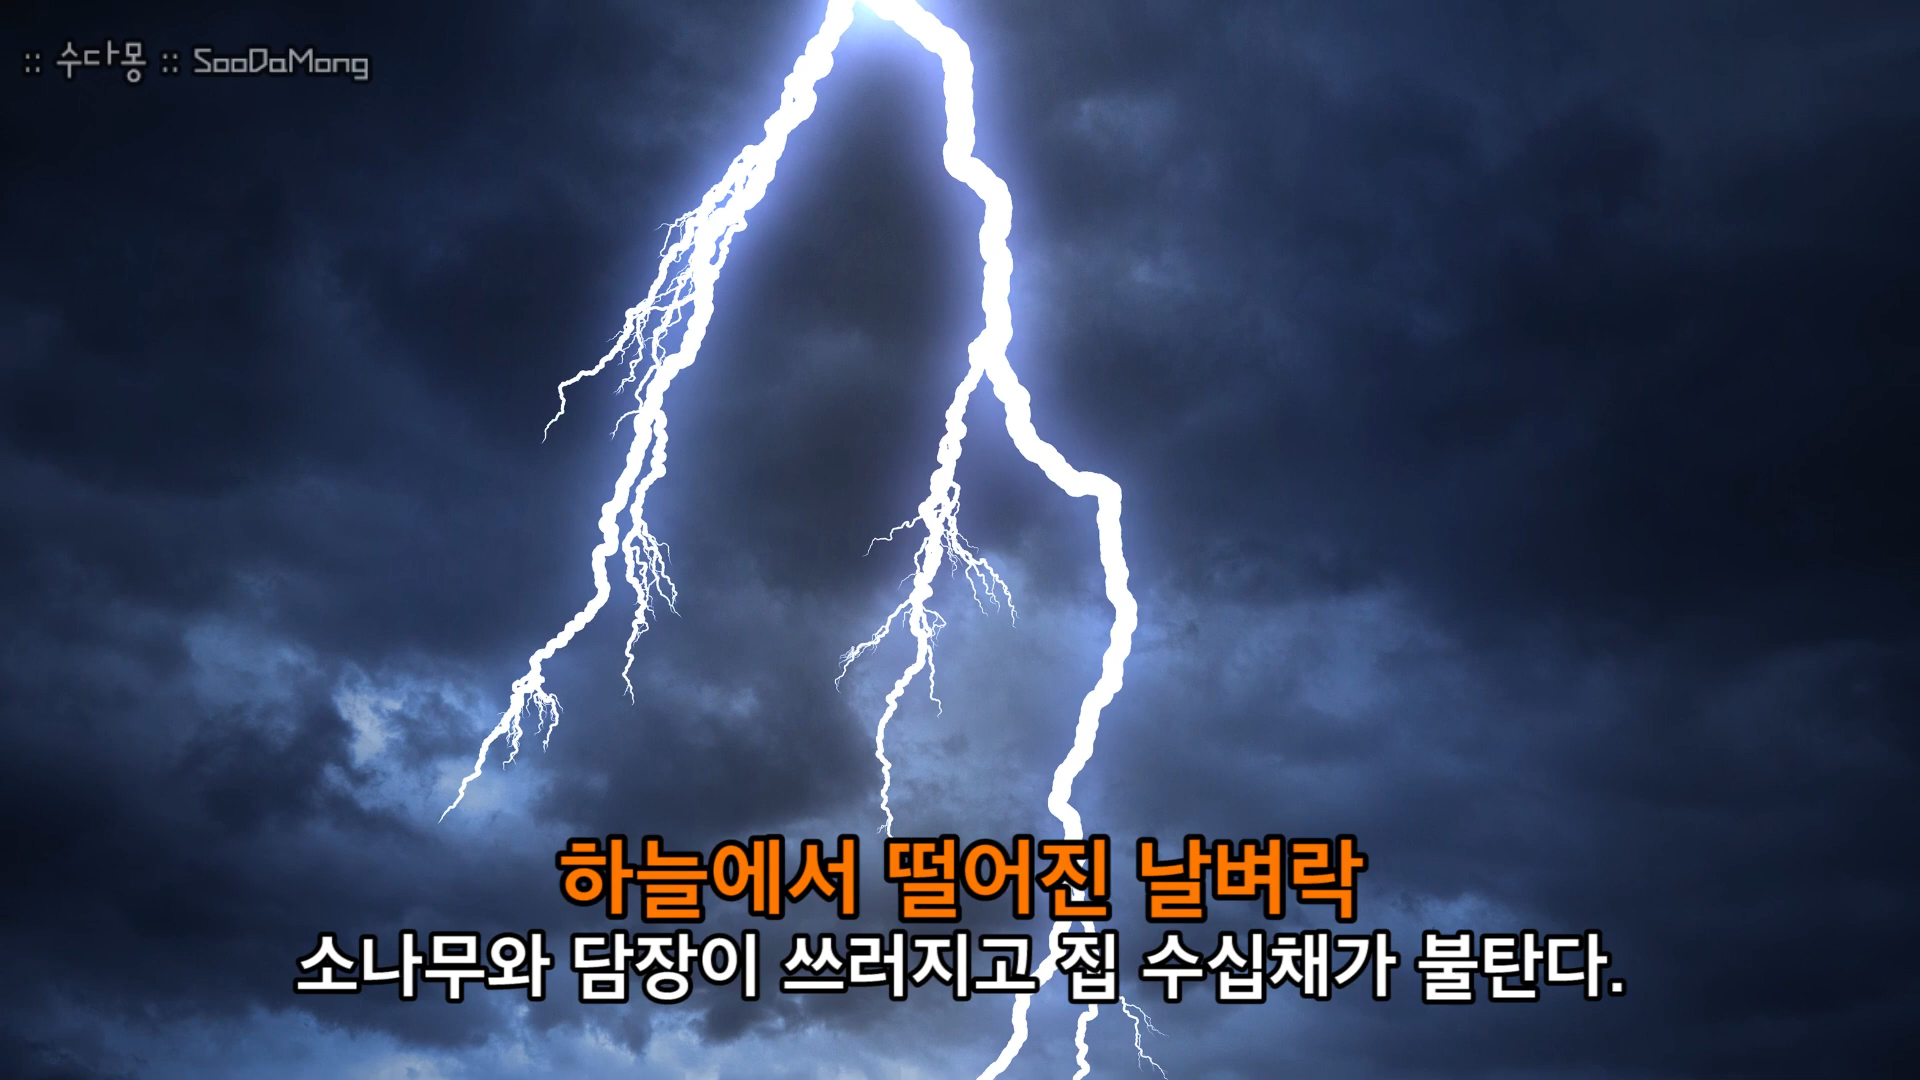 :: 수다몽 :: SooDaMong
하늘에서 떨어진 날벼락
소나무와 담장이 쓰러지고 집 수십채가 불탄다.